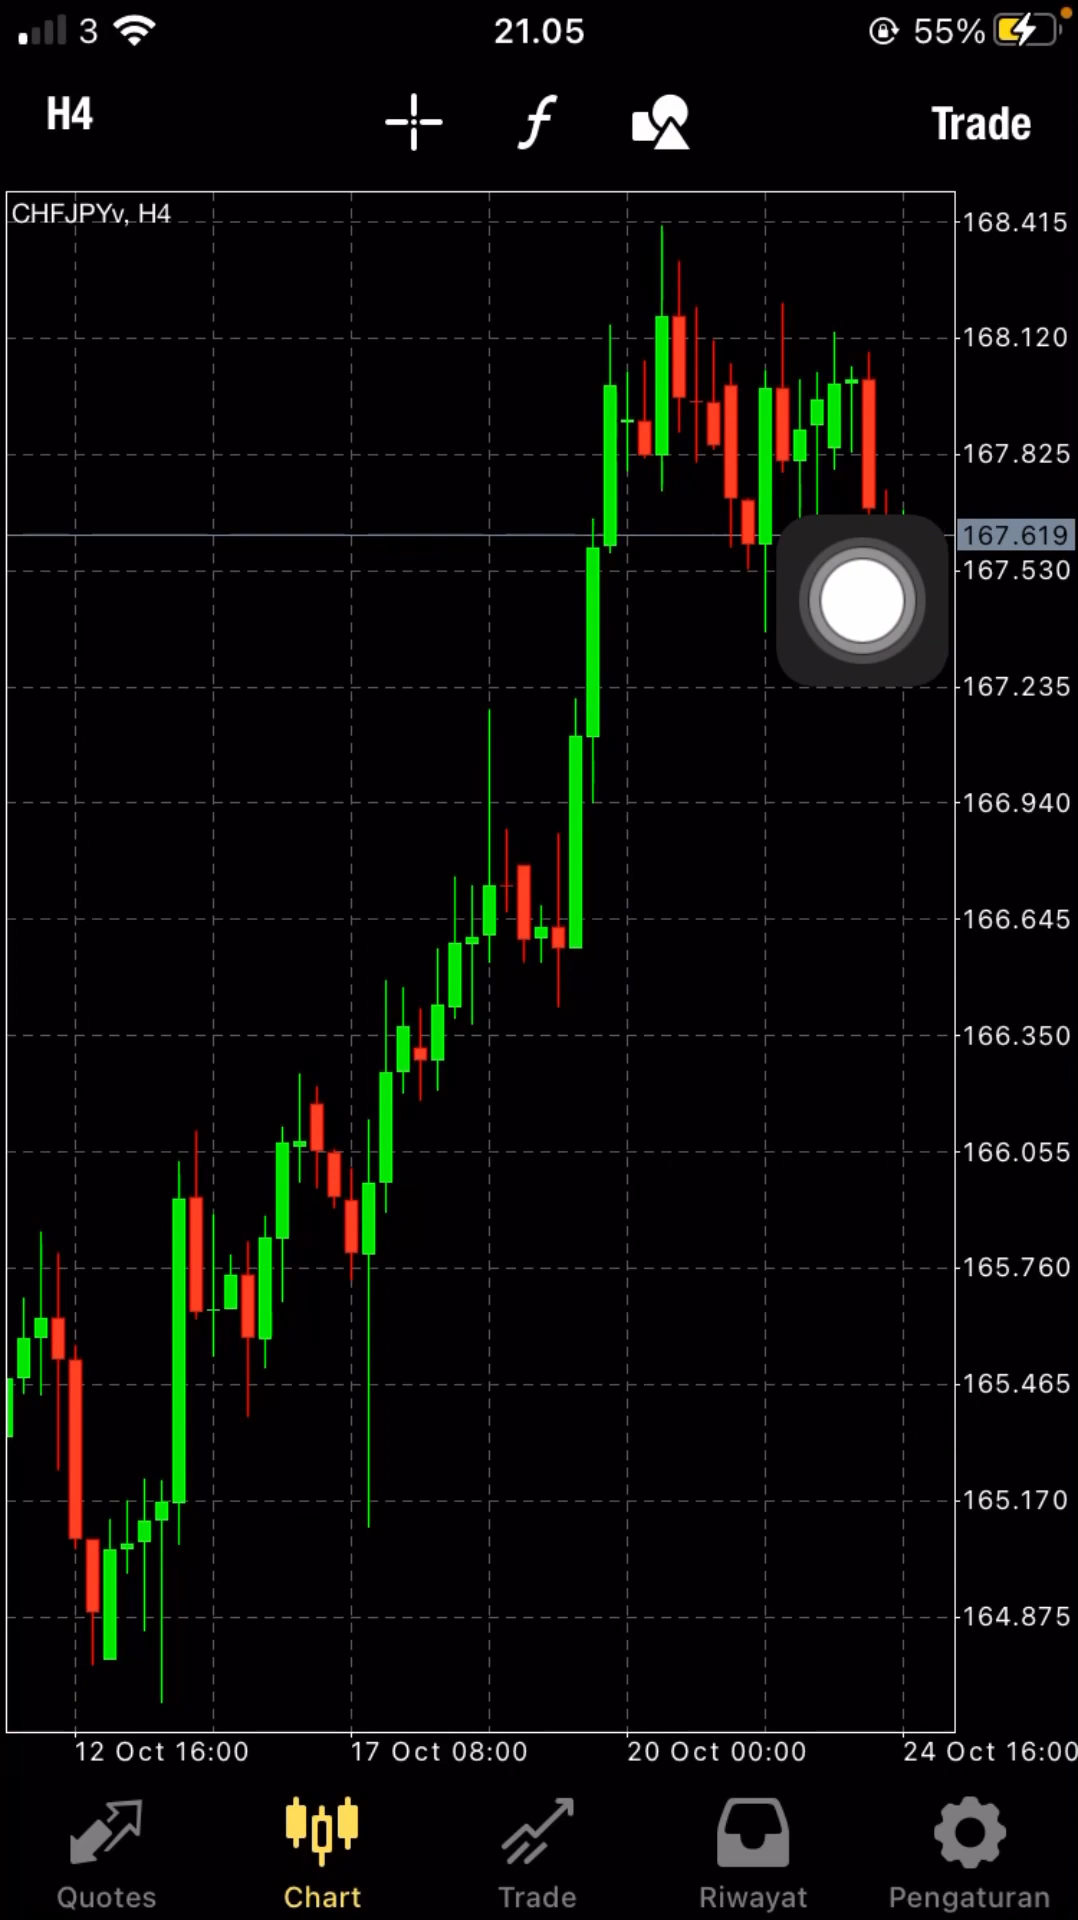 3 21.05 55%
H4 f Trade
CHFJPYv, H4
168.415
168.120
167.825
167.619
167.530
167.235
166.940
166.645
166.350
166.055
165.760
165.465
165.170
164.875
12 Oct 16:00 17 Oct 08:00 20 Oct 00:00 24 Oct 16:00
Quotes Chart Trade Riwayat Pengaturan